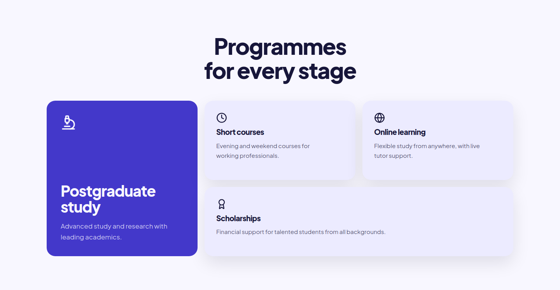 Programmes
for every stage
Postgraduate
study
Advanced study and research with
leading academics.
Short courses
Evening and weekend courses for
working professionals.
Online learning
Flexible study from anywhere, with live
tutor support.
Scholarships
Financial support for talented students from all backgrounds.